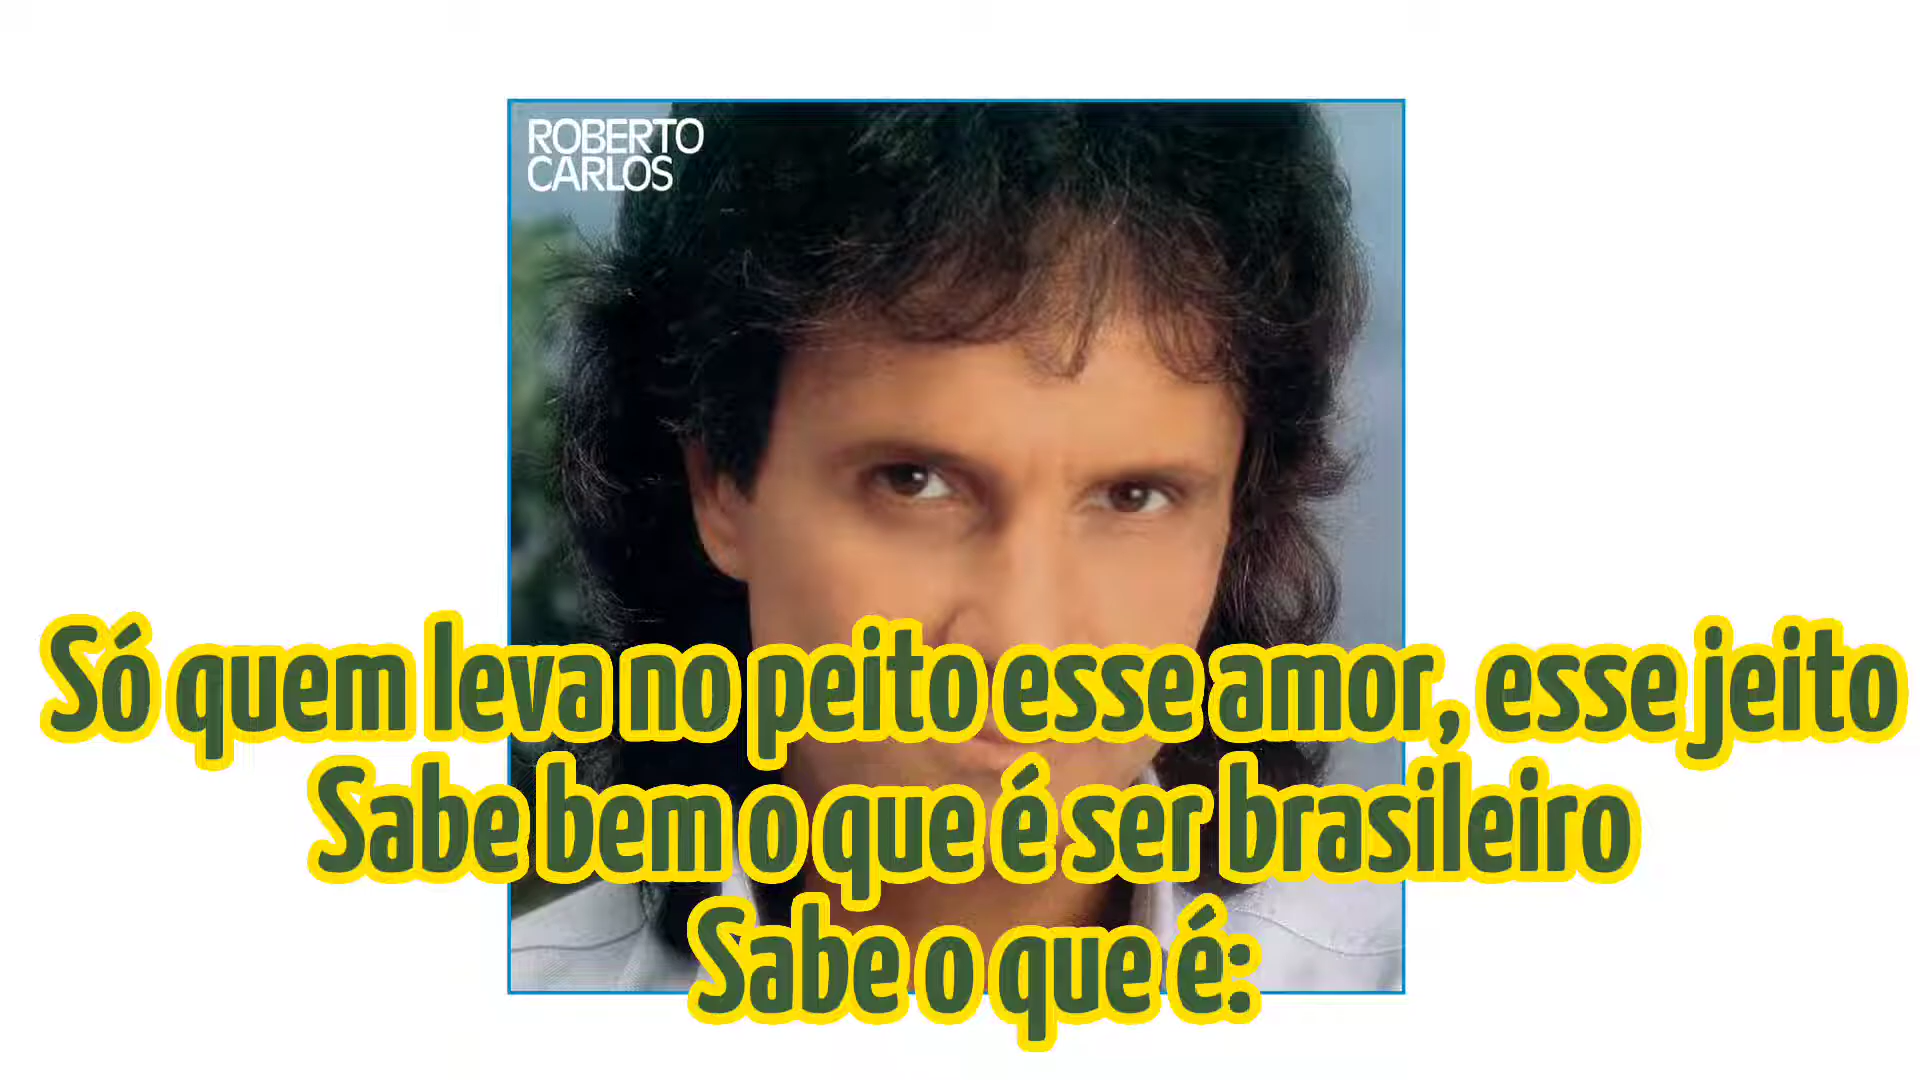 ROBERTO
CARLOS
Só quem leva no peito esse amor, esse jeito
Sabe bem o que é ser brasileiro
Sabe o que é: